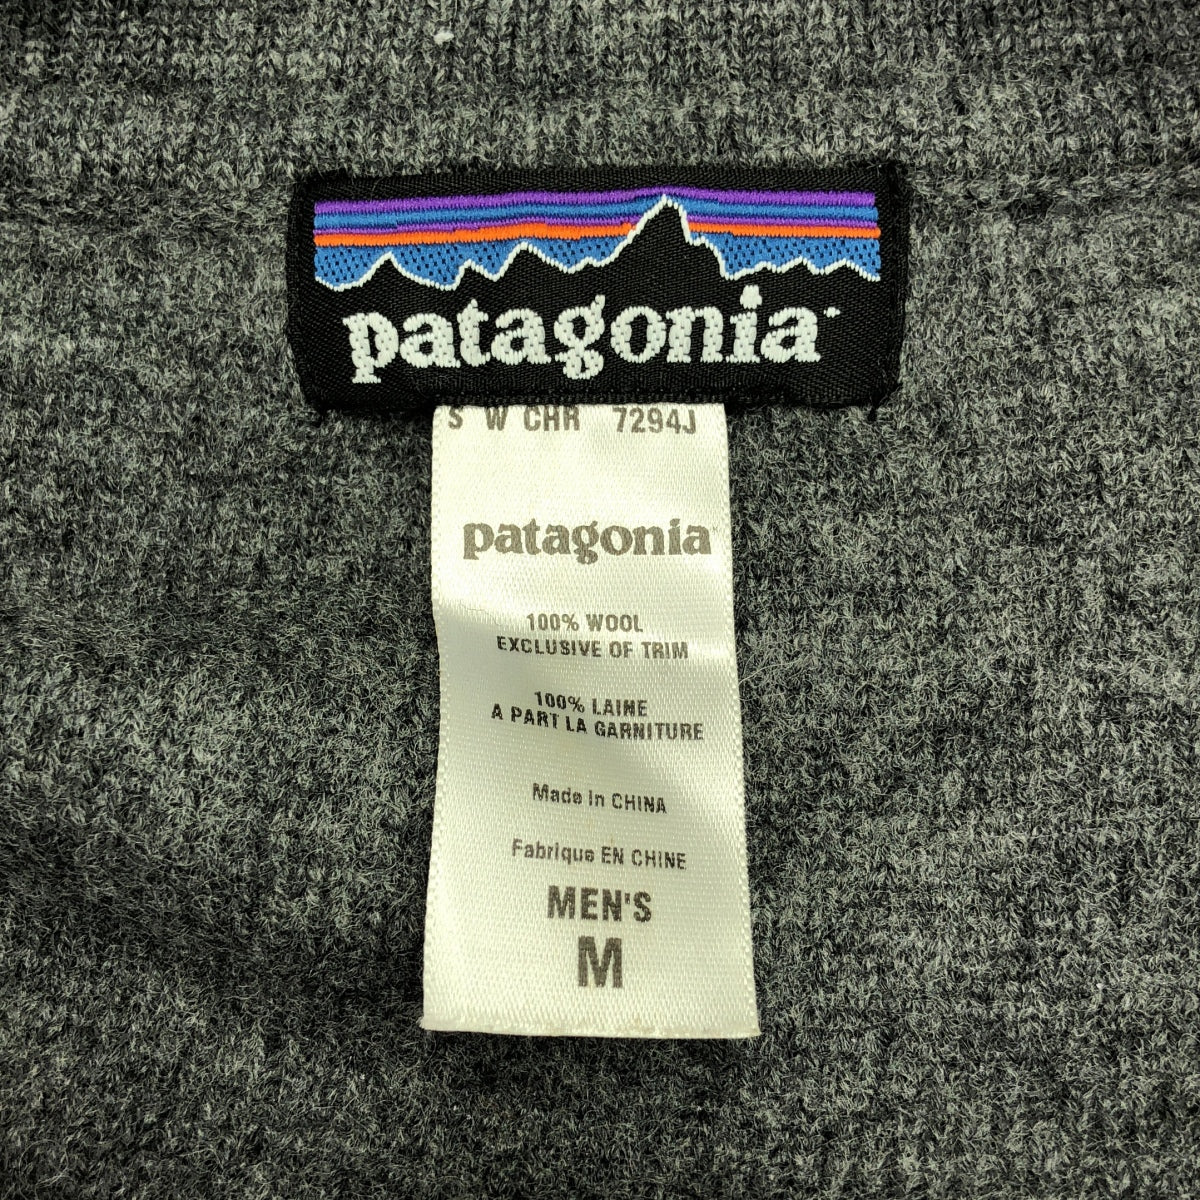 patagonia
S W CHR 7294J
patagonia
100% WOOL
EXCLUSIVE OF TRIM
100% LAINE
A PART LA GARNITURE
Made in CHINA
Fabrique EN CHINE
MEN'S
M